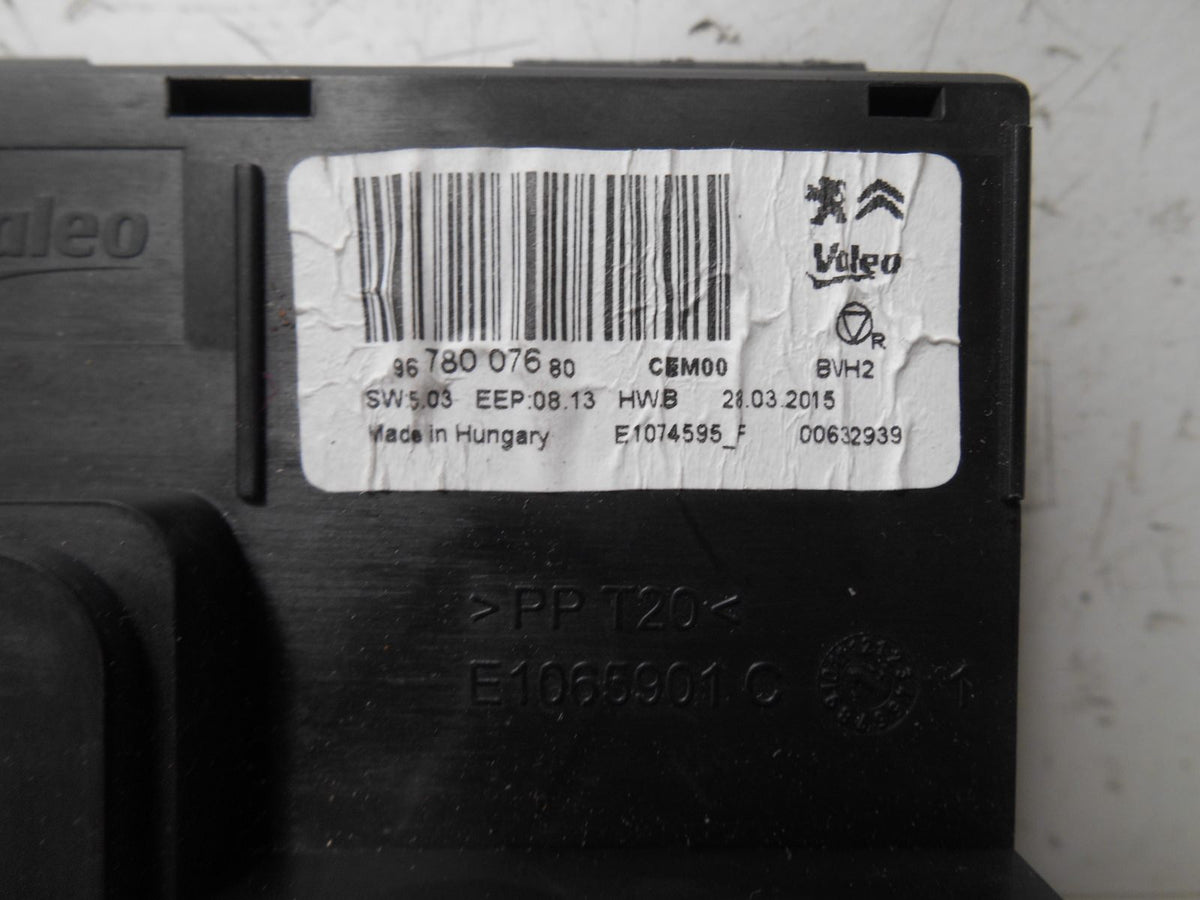 aleo
Valeo
R
96 780 076 80 CEM00 BVH2
SW:5.03 EEP:08.13 HW:B 28.03.2015
Made in Hungary E1074595_F 00632939
>PP T20<
E1065901 C